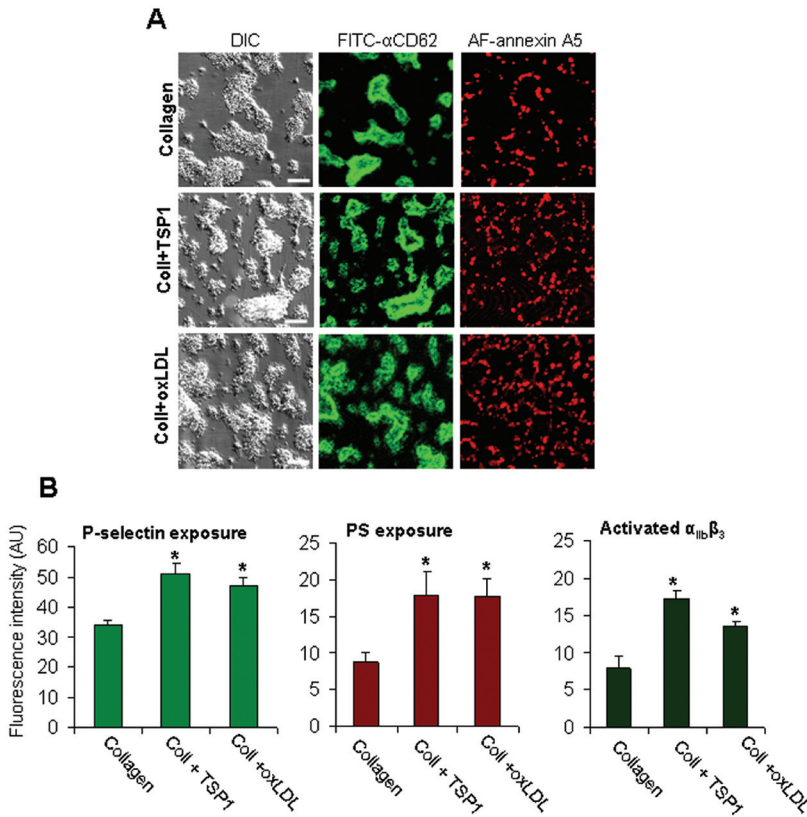 A
DIC FITC-αCD62 AF-annexin A5
Collagen
Coll+TSP1
Coll+oxLDL
B
P-selectin exposure
Fluorescence intensity (AU)
60
50
40
30
20
10
0
Collagen
Coll + TSP1
Coll +oxLDL
PS exposure
25
20
15
10
5
0
Collagen
Coll + TSP1
Coll +oxLDL
Activated αIIbβ3
25
20
15
10
5
0
Collagen
Coll + TSP1
Coll +oxLDL
* *
* *
* *